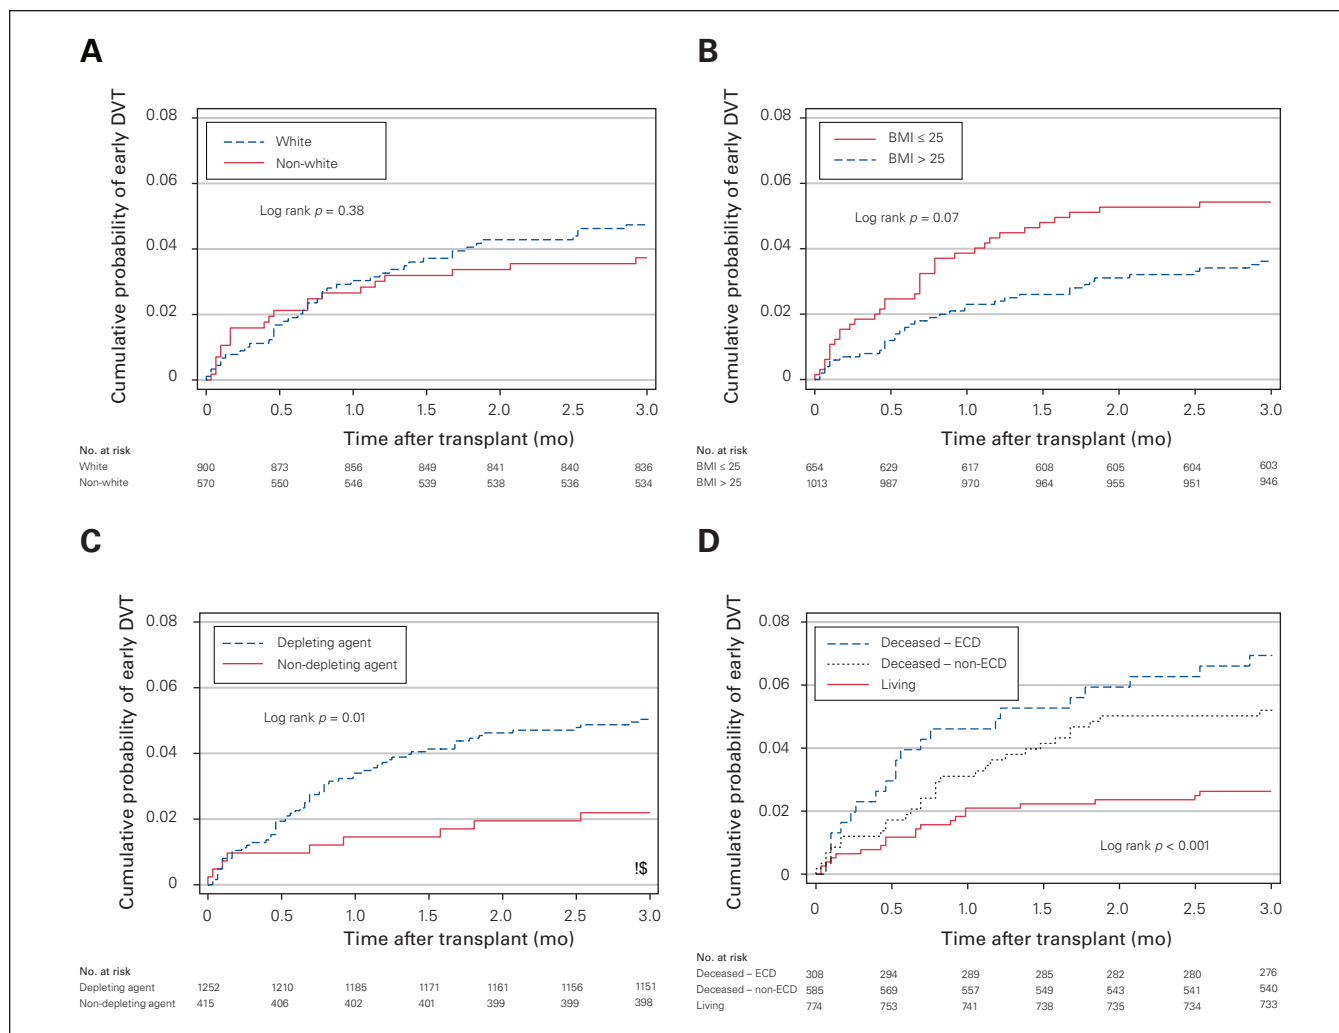 A
Cumulative probability of early DVT
0.08
0.06
0.04
0.02
0
White
Non-white
Log rank p = 0.38
0 0.5 1.0 1.5 2.0 2.5 3.0
Time after transplant (mo)
No. at risk
White 900 873 856 849 841 840 836
Non-white 570 550 546 539 538 536 534
B
Cumulative probability of early DVT
0.08
0.06
0.04
0.02
0
BMI ≤ 25
BMI > 25
Log rank p = 0.07
0 0.5 1.0 1.5 2.0 2.5 3.0
Time after transplant (mo)
No. at risk
BMI ≤ 25 654 629 617 608 605 604 603
BMI > 25 1013 987 970 964 955 951 946
C
Cumulative probability of early DVT
0.08
0.06
0.04
0.02
0
Depleting agent
Non-depleting agent
Log rank p = 0.01
!$
0 0.5 1.0 1.5 2.0 2.5 3.0
Time after transplant (mo)
No. at risk
Depleting agent 1252 1210 1185 1171 1161 1156 1151
Non-depleting agent 415 406 402 401 399 399 398
D
Cumulative probability of early DVT
0.08
0.06
0.04
0.02
0
Deceased – ECD
Deceased – non-ECD
Living
Log rank p < 0.001
0 0.5 1.0 1.5 2.0 2.5 3.0
Time after transplant (mo)
No. at risk
Deceased – ECD 308 294 289 285 282 280 276
Deceased – non-ECD 585 569 557 549 543 541 540
Living 774 753 741 738 735 734 733